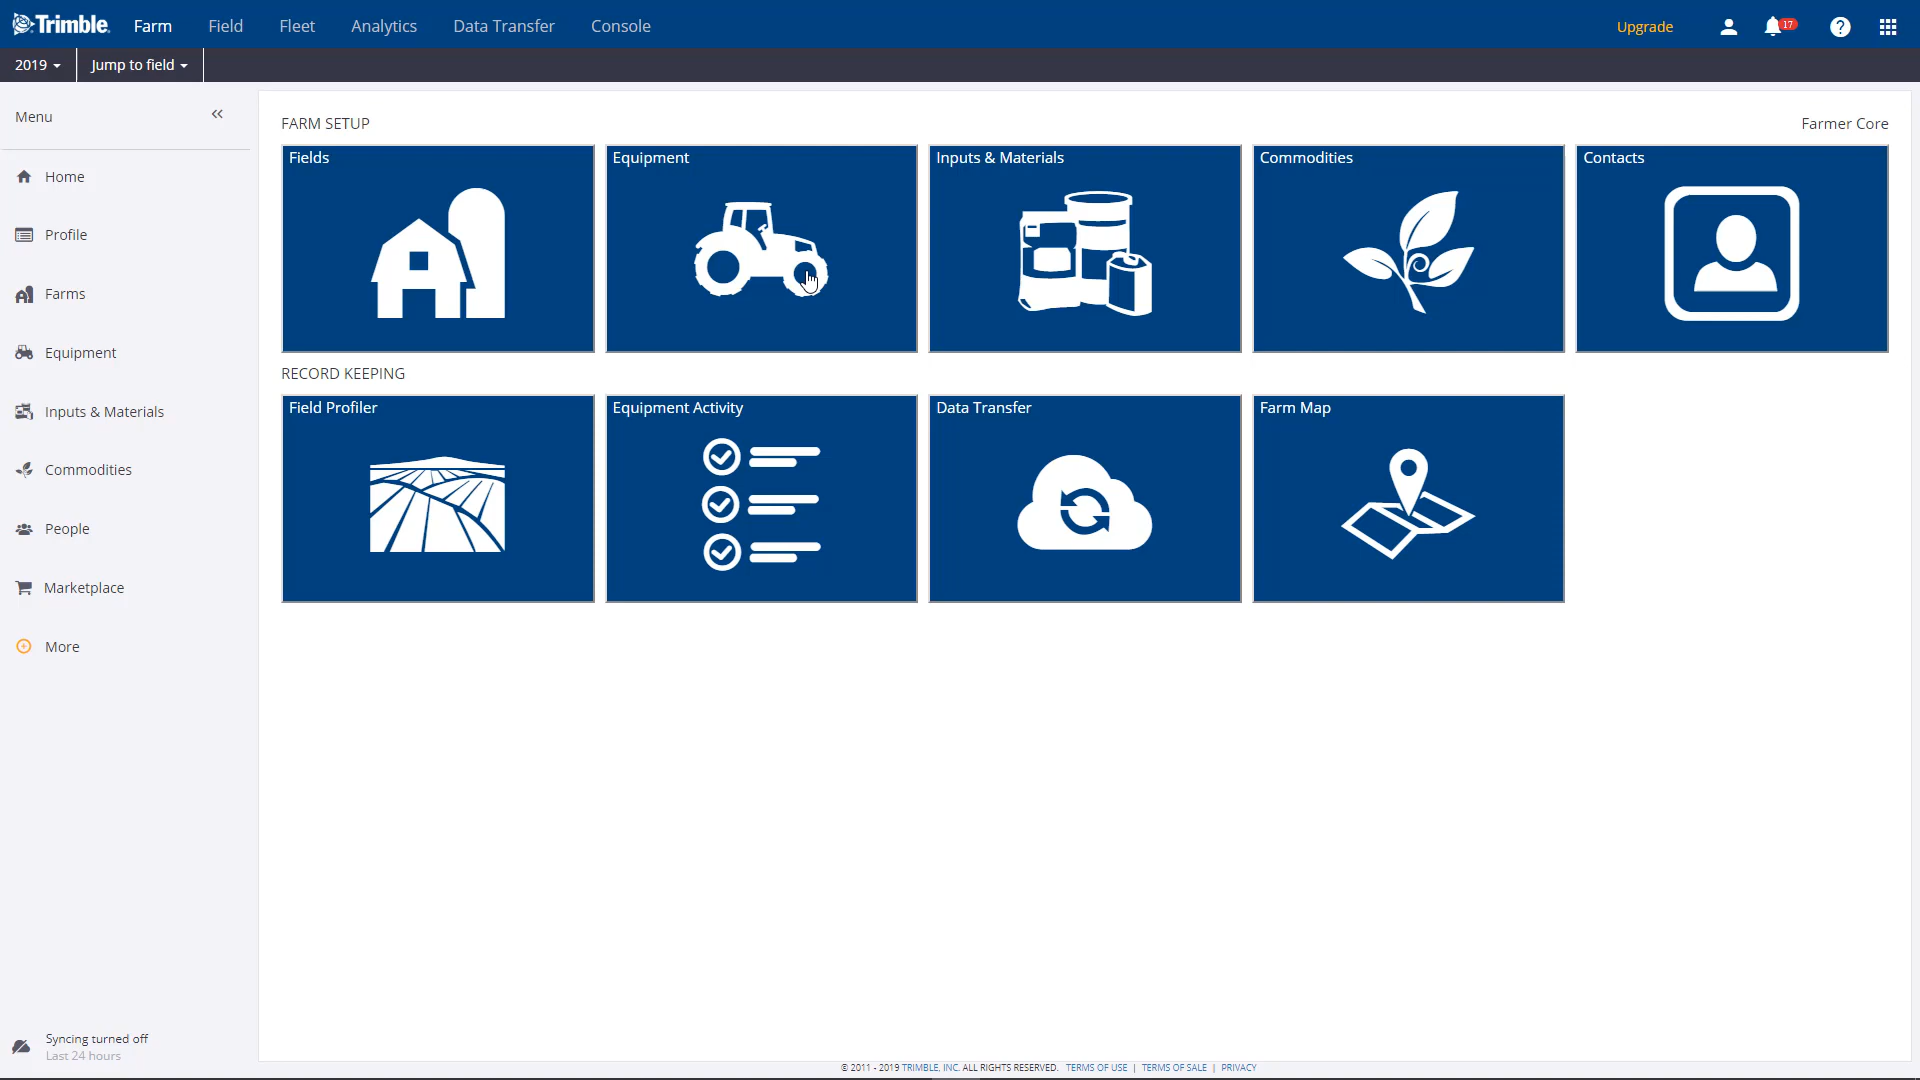 Trimble. Farm Field Fleet Analytics Data Transfer Console Upgrade 17
2019 Jump to field
Menu
Home
Profile
Farms
Equipment
Inputs & Materials
Commodities
People
Marketplace
More
Syncing turned off
Last 24 hours
FARM SETUP Farmer Core
Fields Equipment Inputs & Materials Commodities Contacts
RECORD KEEPING
Field Profiler Equipment Activity Data Transfer Farm Map
© 2011 - 2019 TRIMBLE, INC. ALL RIGHTS RESERVED. TERMS OF USE | TERMS OF SALE | PRIVACY